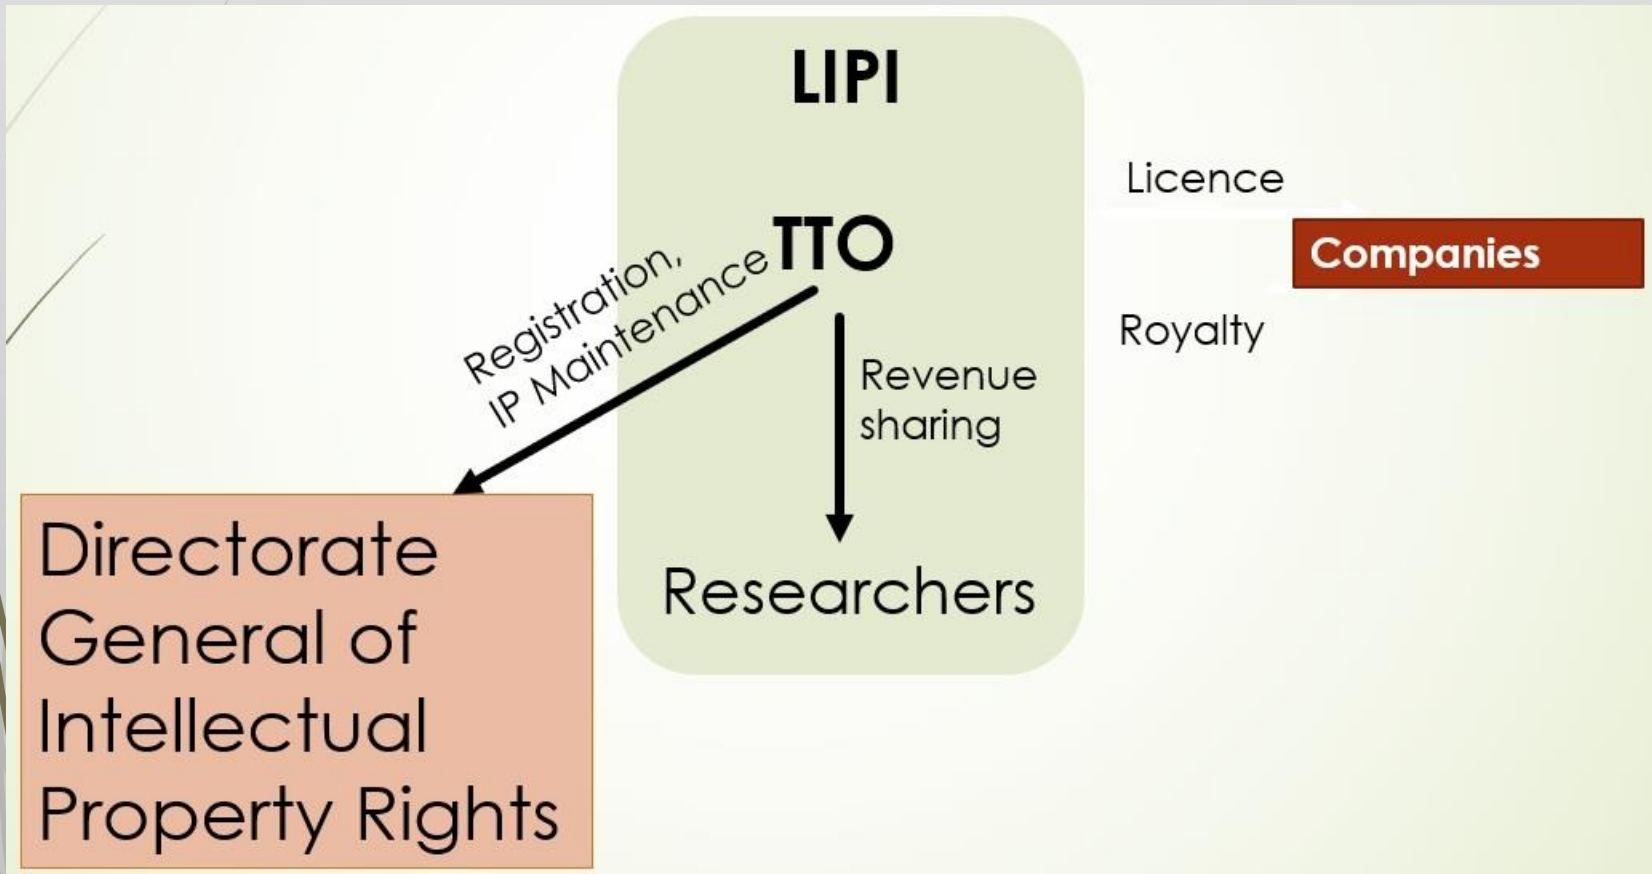 LIPI
TTO
Registration,
IP Maintenance
Revenue
sharing
Researchers
Licence
Companies
Royalty
Directorate
General of
Intellectual
Property Rights